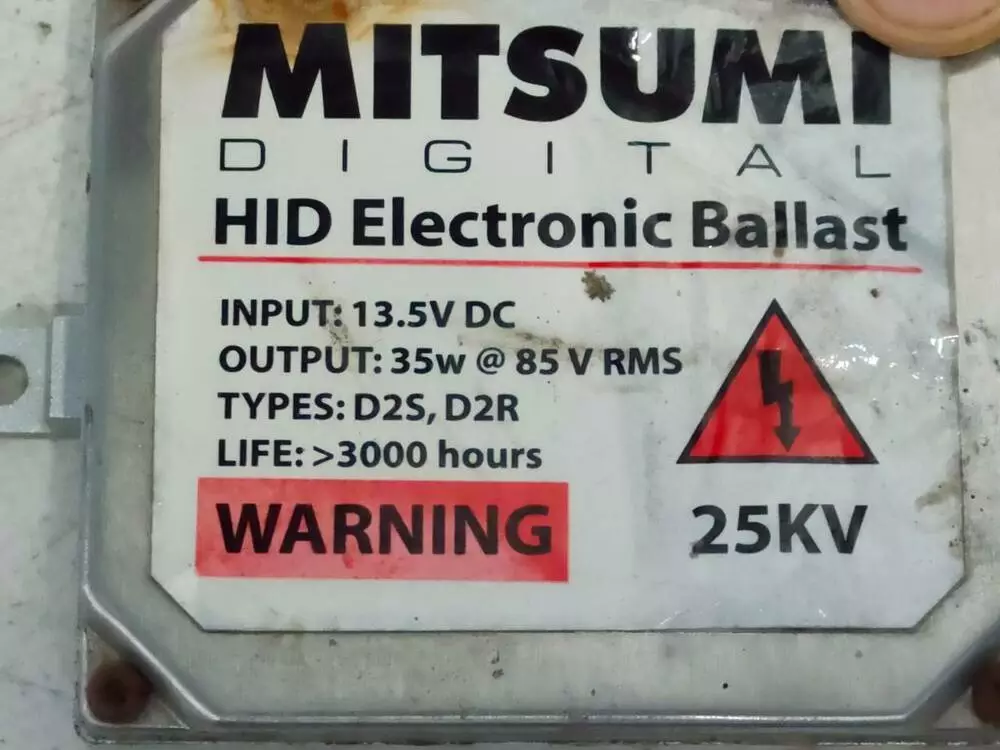 MITSUMI
DIGITAL
HID Electronic Ballast
INPUT: 13.5V DC
OUTPUT: 35w @ 85 V RMS
TYPES: D2S, D2R
LIFE: >3000 hours
WARNING
25KV